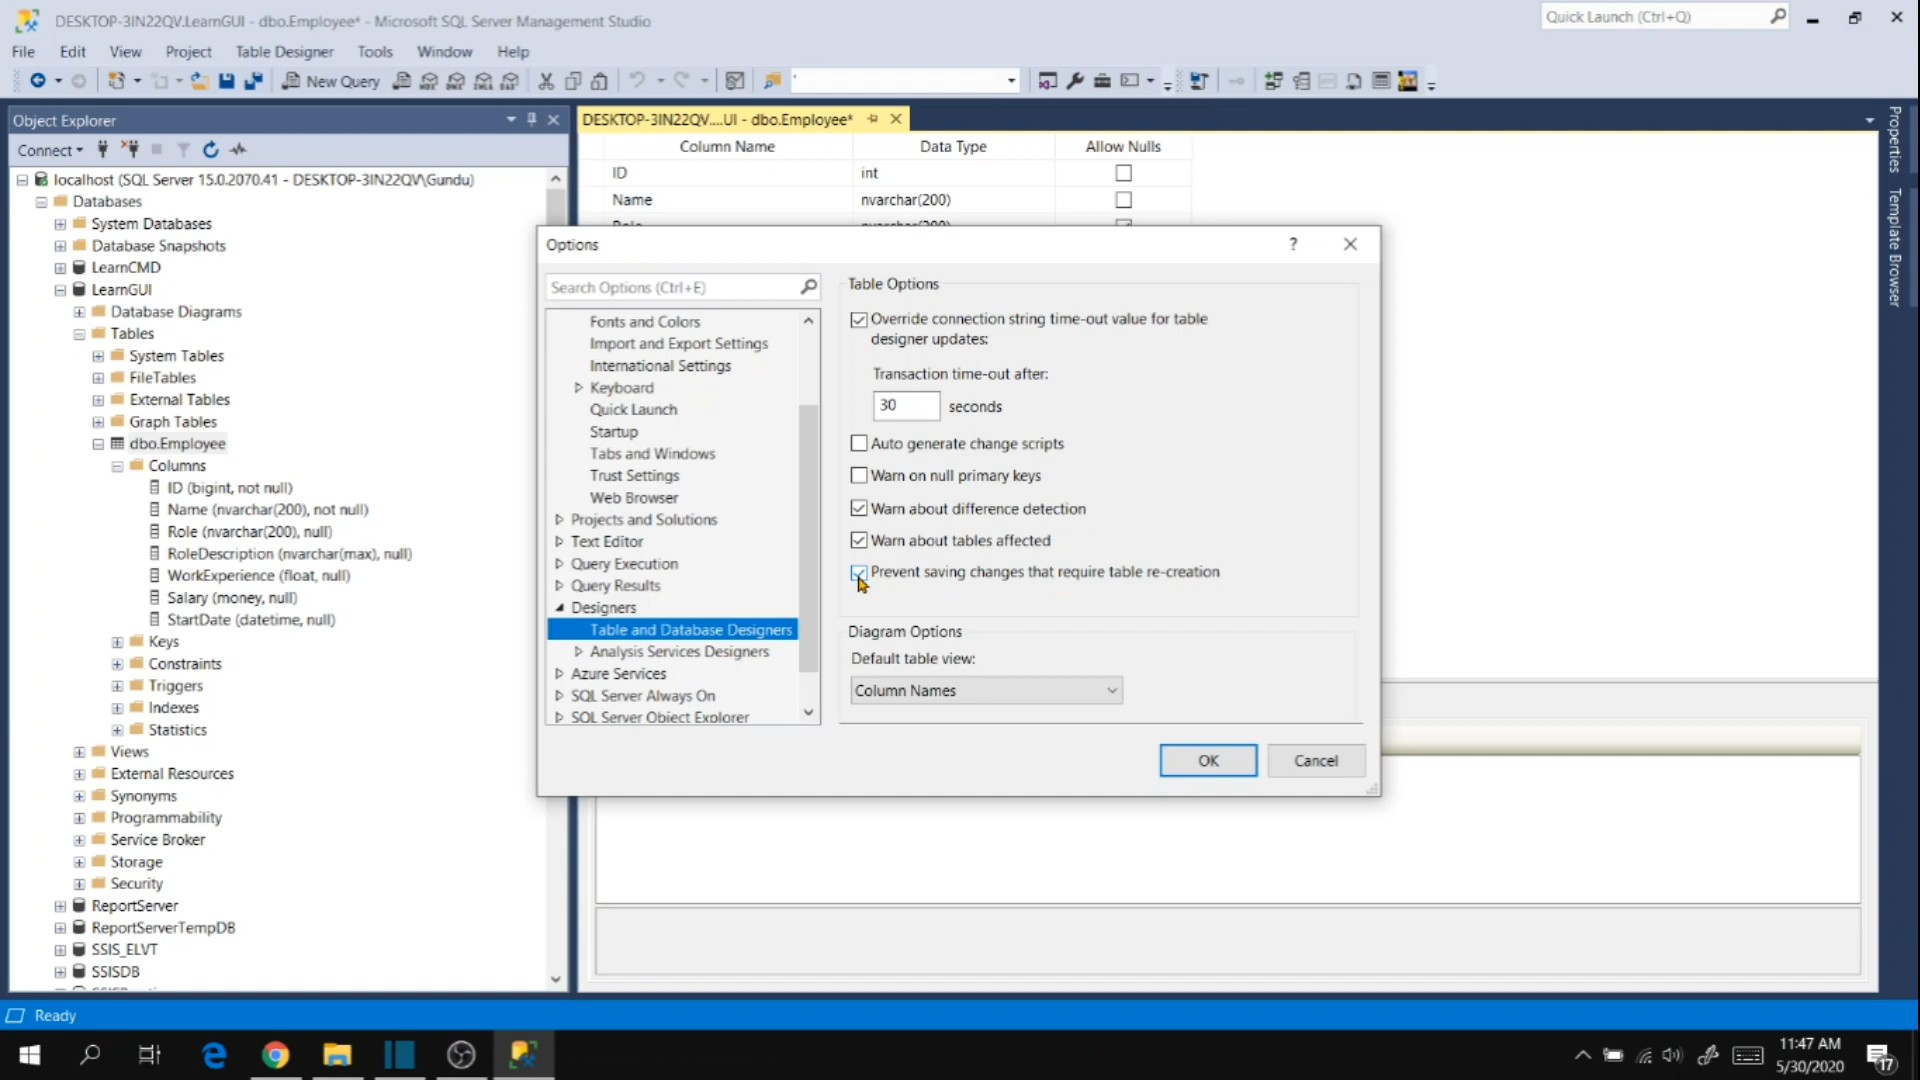 DESKTOP-3IN22QV.LearnGUI - dbo.Employee* - Microsoft SQL Server Management Studio
Quick Launch (Ctrl+Q)
File Edit View Project Table Designer Tools Window Help
New Query
Object Explorer
DESKTOP-3IN22QV....UI - dbo.Employee*
Connect
Column Name Data Type Allow Nulls
ID int
Name nvarchar(200)
Role nvarchar(200)
localhost (SQL Server 15.0.2070.41 - DESKTOP-3IN22QV\Gundu)
Databases
System Databases
Database Snapshots
LearnCMD
LearnGUI
Database Diagrams
Tables
System Tables
FileTables
External Tables
Graph Tables
dbo.Employee
Columns
ID (bigint, not null)
Name (nvarchar(200), not null)
Role (nvarchar(200), null)
RoleDescription (nvarchar(max), null)
WorkExperience (float, null)
Salary (money, null)
StartDate (datetime, null)
Keys
Constraints
Triggers
Indexes
Statistics
Views
External Resources
Synonyms
Programmability
Service Broker
Storage
Security
ReportServer
ReportServerTempDB
SSIS_ELVT
SSISDB
Options
?
Search Options (Ctrl+E)
Fonts and Colors
Import and Export Settings
International Settings
Keyboard
Quick Launch
Startup
Tabs and Windows
Trust Settings
Web Browser
Projects and Solutions
Text Editor
Query Execution
Query Results
Designers
Table and Database Designers
Analysis Services Designers
Azure Services
SQL Server Always On
SQL Server Object Explorer
Table Options
Override connection string time-out value for table
designer updates:
Transaction time-out after:
30 seconds
Auto generate change scripts
Warn on null primary keys
Warn about difference detection
Warn about tables affected
Prevent saving changes that require table re-creation
Diagram Options
Default table view:
Column Names
OK Cancel
Properties
Template Browser
Ready
11:47 AM
5/30/2020
17